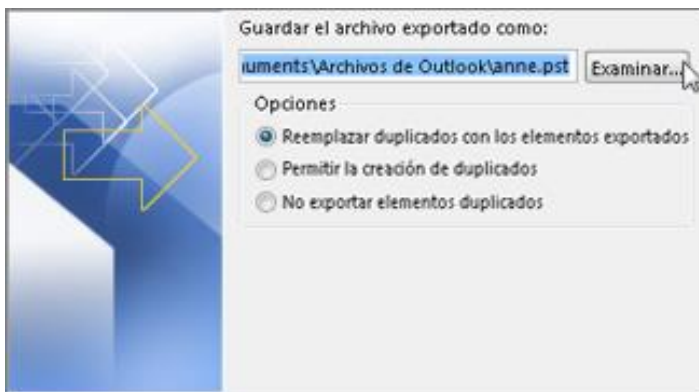 Guardar el archivo exportado como:
uments\Archivos de Outlook\anne.pst
Examinar...
Opciones
Reemplazar duplicados con los elementos exportados
Permitir la creación de duplicados
No exportar elementos duplicados